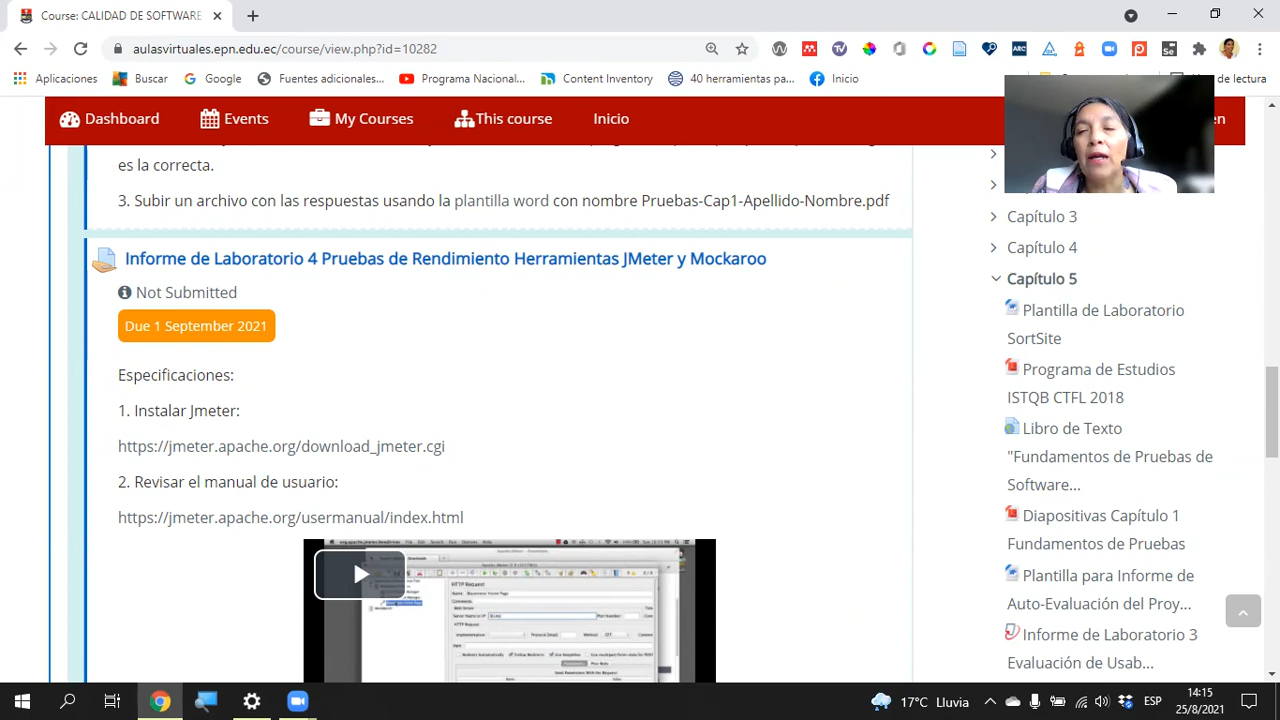 Course: CALIDAD DE SOFTWARE
aulasvirtuales.epn.edu.ec/course/view.php?id=10282
Aplicaciones
Buscar
Google
Fuentes adicionales...
Programa Nacional...
Content Inventory
40 herramientas pa...
Inicio
de lectura
Dashboard
Events
My Courses
This course
Inicio
en
es la correcta.
3. Subir un archivo con las respuestas usando la plantilla word con nombre Pruebas-Cap1-Apellido-Nombre.pdf
Informe de Laboratorio 4 Pruebas de Rendimiento Herramientas JMeter y Mockaroo
Not Submitted
Due 1 September 2021
Especificaciones:
1. Instalar Jmeter:
https://jmeter.apache.org/download_jmeter.cgi
2. Revisar el manual de usuario:
https://jmeter.apache.org/usermanual/index.html
HTTP Request
Capítulo 3
Capítulo 4
Capítulo 5
Plantilla de Laboratorio
SortSite
Programa de Estudios
ISTQB CTFL 2018
Libro de Texto
"Fundamentos de Pruebas de
Software...
Diapositivas Capítulo 1
Fundamentos de Pruebas
Plantilla para Informe de
Auto-Evaluación del Proy...
Informe de Laboratorio 3
Evaluación de Usab...
17°C Lluvia
ESP
14:15
25/8/2021